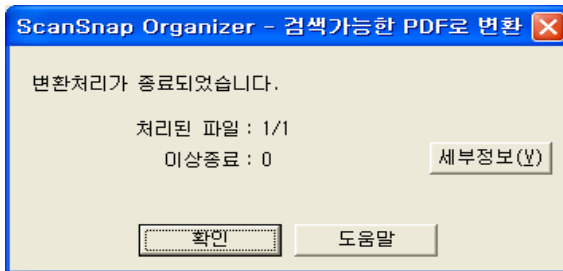 ScanSnap Organizer - 검색가능한 PDF로 변환
변환처리가 종료되었습니다.
처리된 파일 : 1/1
이상종료 : 0
세부정보(V)
확인
도움말